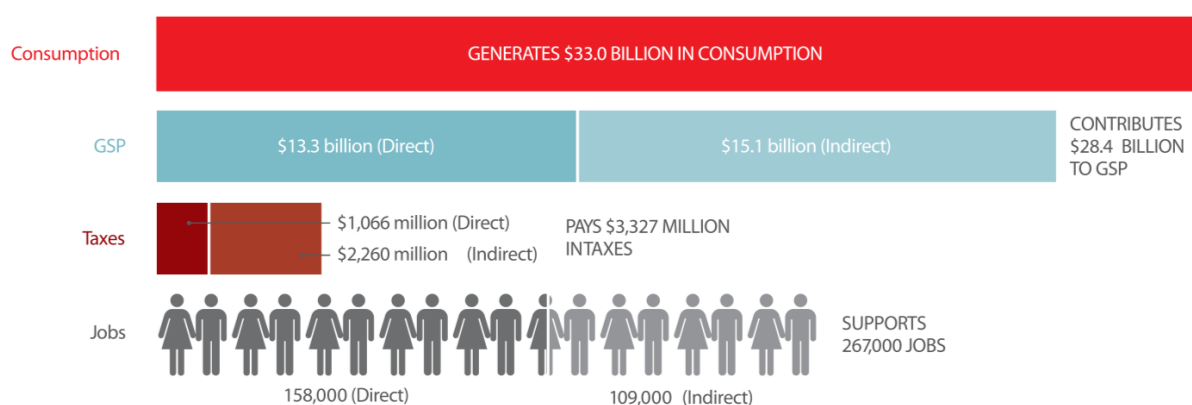 Consumption
GENERATES $33.0 BILLION IN CONSUMPTION
GSP
$13.3 billion (Direct)
$15.1 billion (Indirect)
CONTRIBUTES
$28.4 BILLION
TO GSP
Taxes
$1,066 million (Direct)
$2,260 million (Indirect)
PAYS $3,327 MILLION
INTAXES
Jobs
158,000 (Direct)
109,000 (Indirect)
SUPPORTS
267,000 JOBS